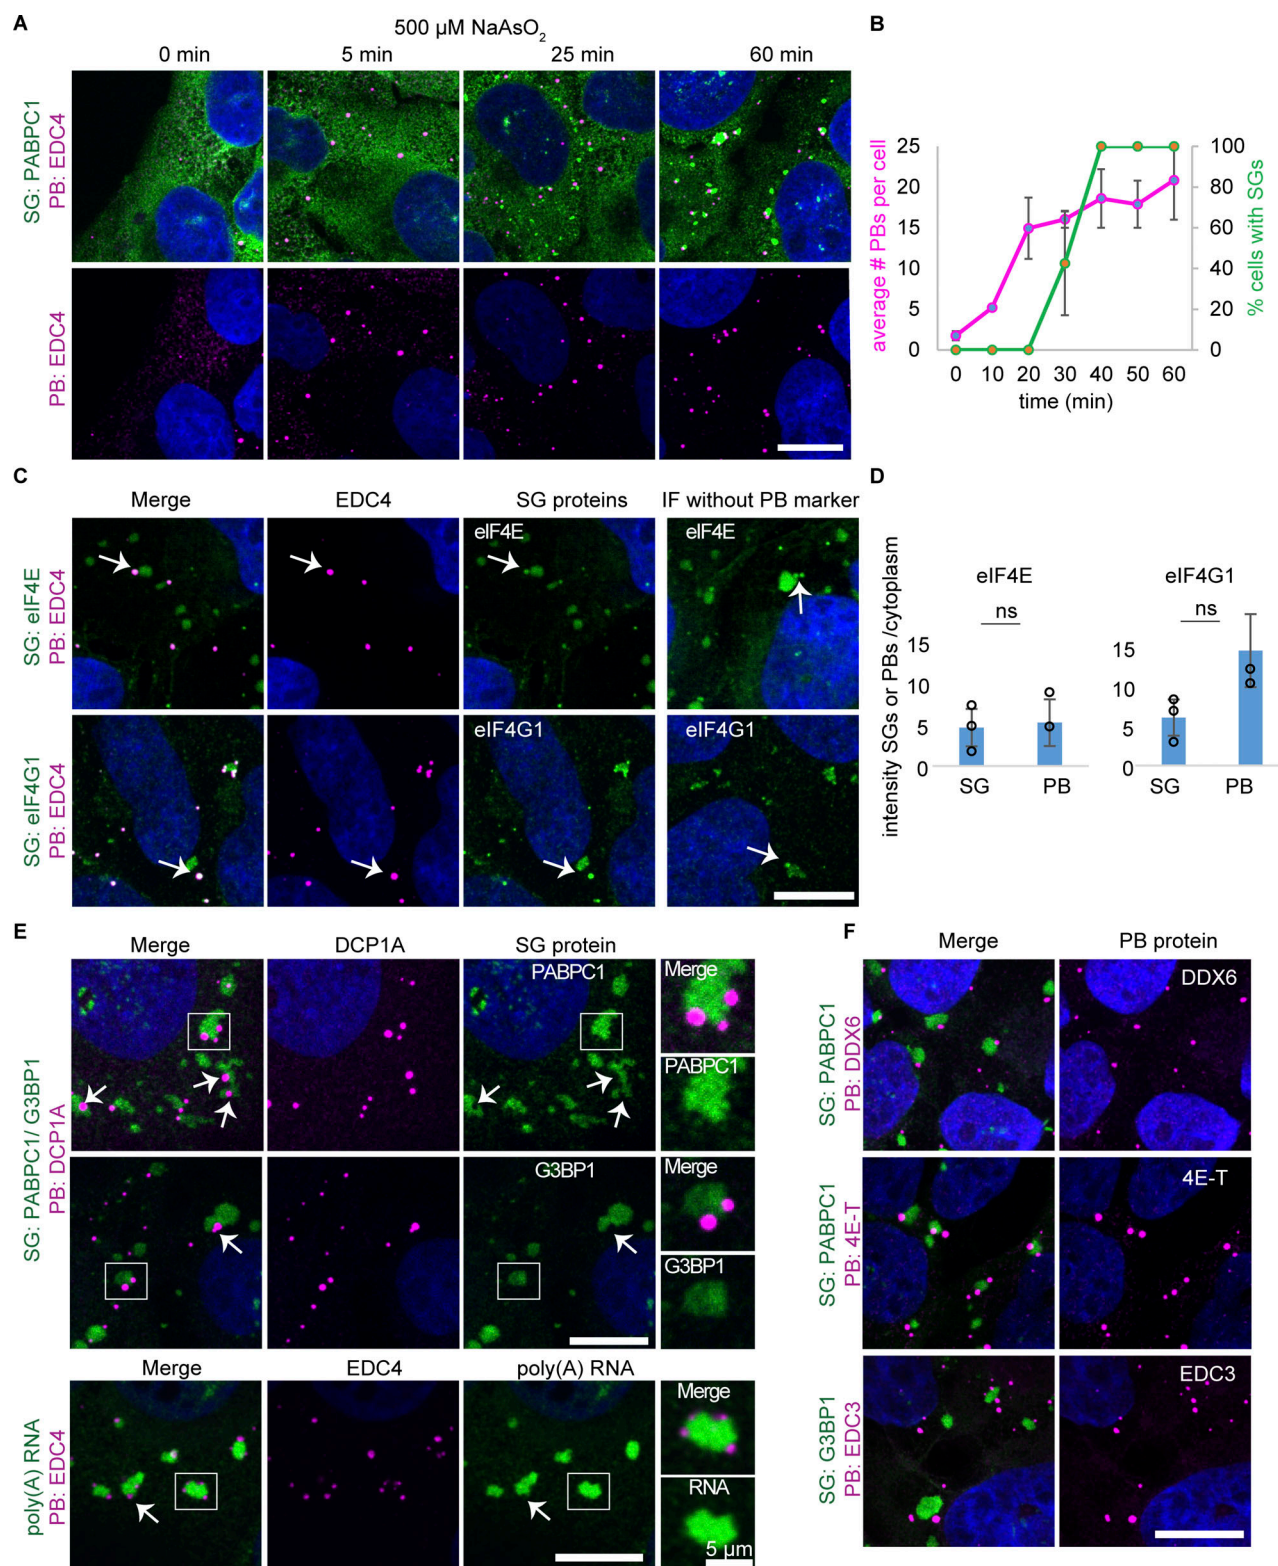 A
500 µM NaAsO2
0 min 5 min 25 min 60 min
SG: PABPC1
PB: EDC4
PB: EDC4
B
average # PBs per cell
25
20
15
10
5
0
100
80
60
40
20
0
% cells with SGs
0 10 20 30 40 50 60
time (min)
C
Merge EDC4 SG proteins IF without PB marker
SG: eIF4E
PB: EDC4
eIF4E
eIF4E
SG: eIF4G1
PB: EDC4
eIF4G1
eIF4G1
D
intensity SGs or PBs /cytoplasm
eIF4E
ns
15
10
5
0
SG PB
eIF4G1
ns
15
10
5
0
SG PB
E
Merge DCP1A SG protein
SG: PABPC1/ G3BP1
PB: DCP1A
PABPC1
Merge
PABPC1
G3BP1
Merge
G3BP1
Merge EDC4 poly(A) RNA
poly(A) RNA
PB: EDC4
Merge
RNA
5 µm
F
Merge PB protein
SG: PABPC1
PB: DDX6
DDX6
SG: PABPC1
PB: 4E-T
4E-T
SG: G3BP1
PB: EDC3
EDC3